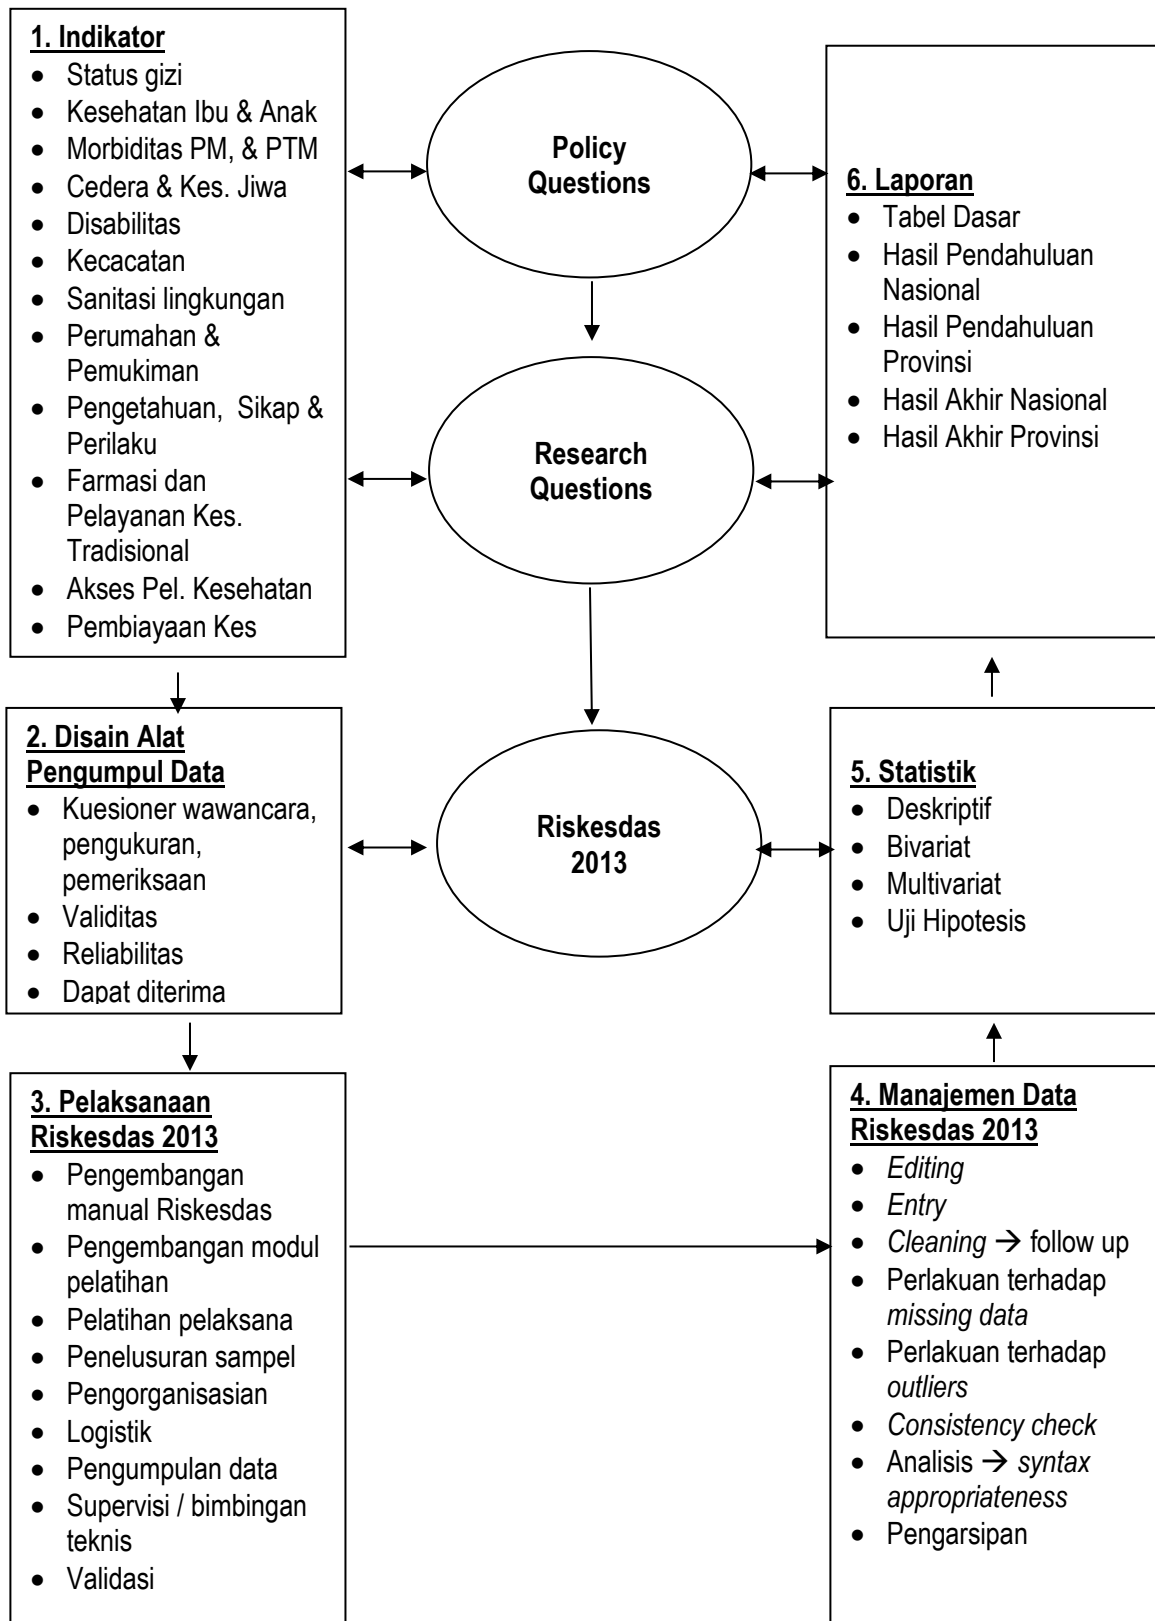 1. Indikator
● Status gizi
● Kesehatan Ibu & Anak
● Morbiditas PM, & PTM
● Cedera & Kes. Jiwa
● Disabilitas
● Kecacatan
● Sanitasi lingkungan
● Perumahan &
Pemukiman
● Pengetahuan, Sikap &
Perilaku
● Farmasi dan
Pelayanan Kes.
Tradisional
● Akses Pel. Kesehatan
● Pembiayaan Kes
2. Disain Alat
Pengumpul Data
● Kuesioner wawancara,
pengukuran,
pemeriksaan
● Validitas
● Reliabilitas
● Dapat diterima
3. Pelaksanaan
Riskesdas 2013
● Pengembangan
manual Riskesdas
● Pengembangan modul
pelatihan
● Pelatihan pelaksana
● Penelusuran sampel
● Pengorganisasian
● Logistik
● Pengumpulan data
● Supervisi / bimbingan
teknis
● Validasi
Policy
Questions
Research
Questions
Riskesdas
2013
6. Laporan
● Tabel Dasar
● Hasil Pendahuluan
Nasional
● Hasil Pendahuluan
Provinsi
● Hasil Akhir Nasional
● Hasil Akhir Provinsi
5. Statistik
● Deskriptif
● Bivariat
● Multivariat
● Uji Hipotesis
4. Manajemen Data
Riskesdas 2013
● Editing
● Entry
● Cleaning → follow up
● Perlakuan terhadap
missing data
● Perlakuan terhadap
outliers
● Consistency check
● Analisis → syntax
appropriateness
● Pengarsipan